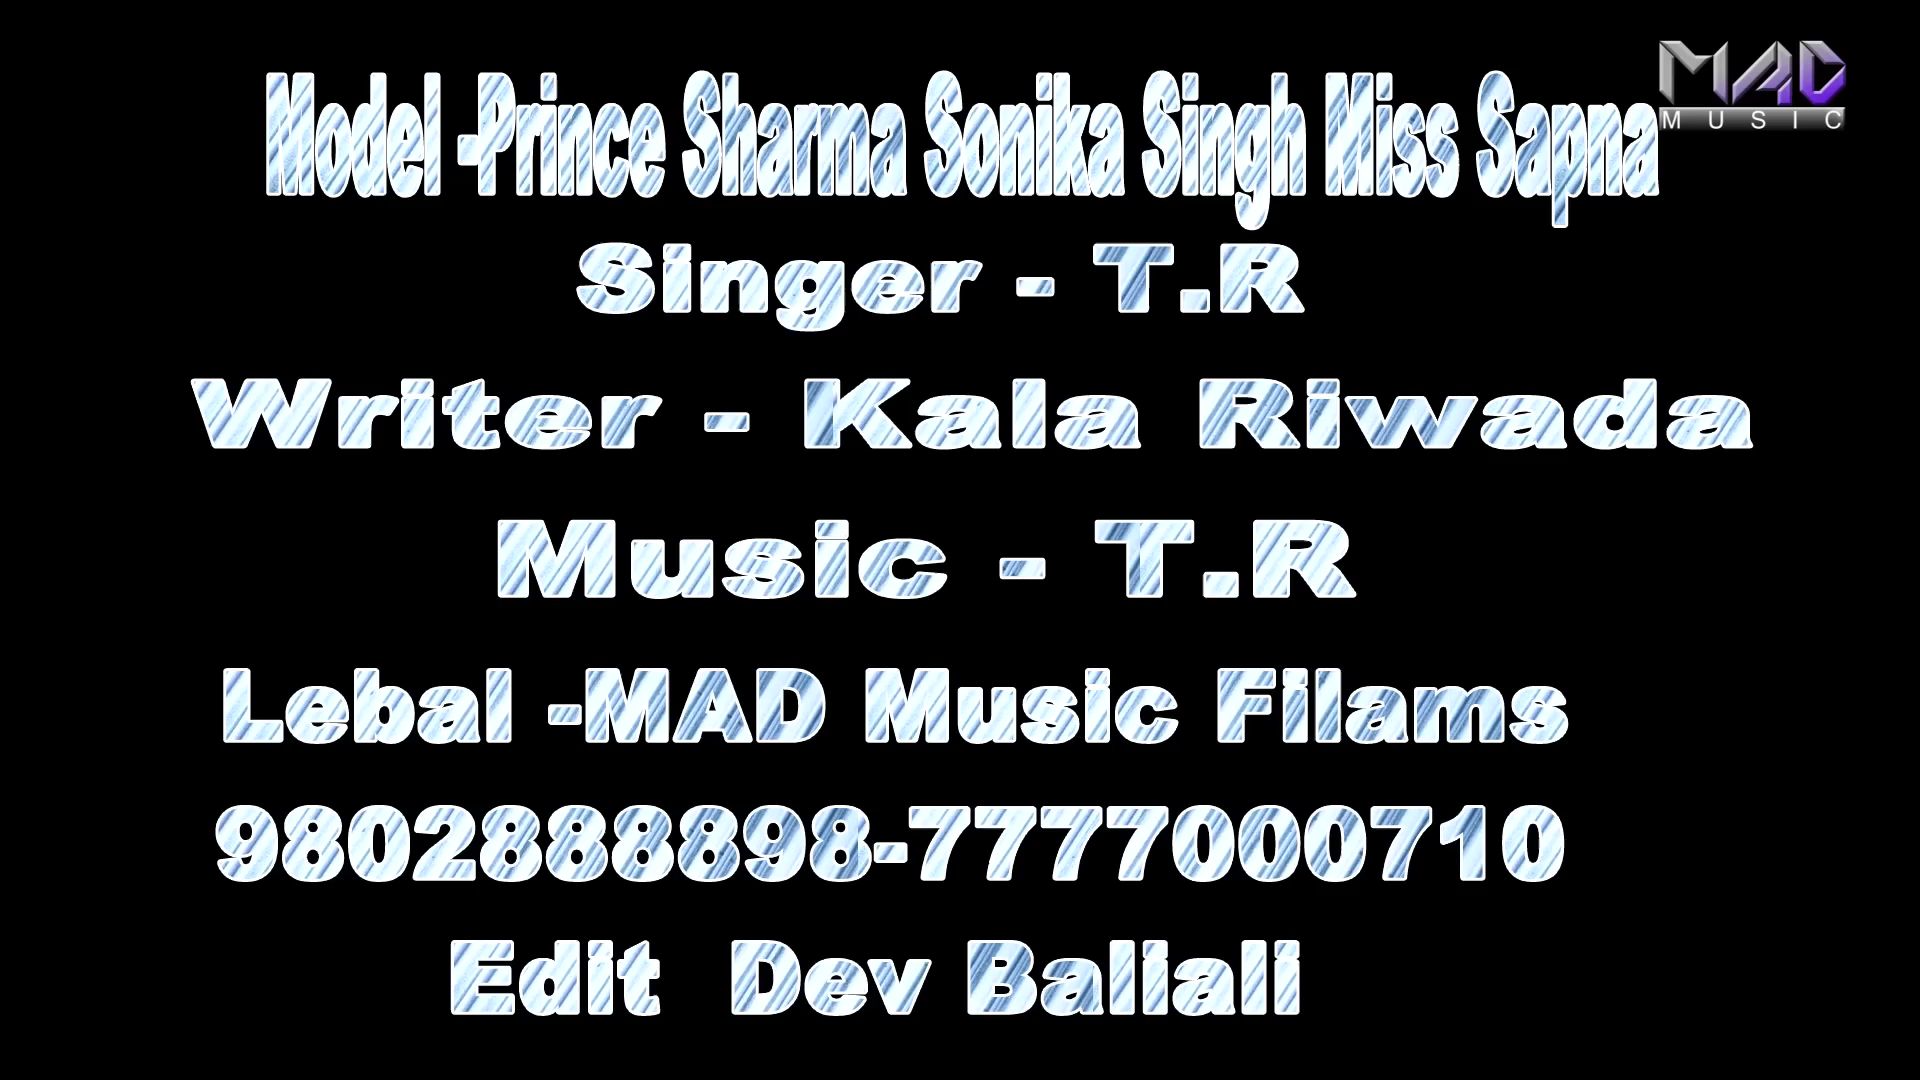 MAD
MUSIC
Model -Prince Sharma Sonika Singh Miss Sapna
Singer - T.R
Writer - Kala Riwada
Music - T.R
Lebal -MAD Music Filams
9802888898-7777000710
Edit Dev Baliali